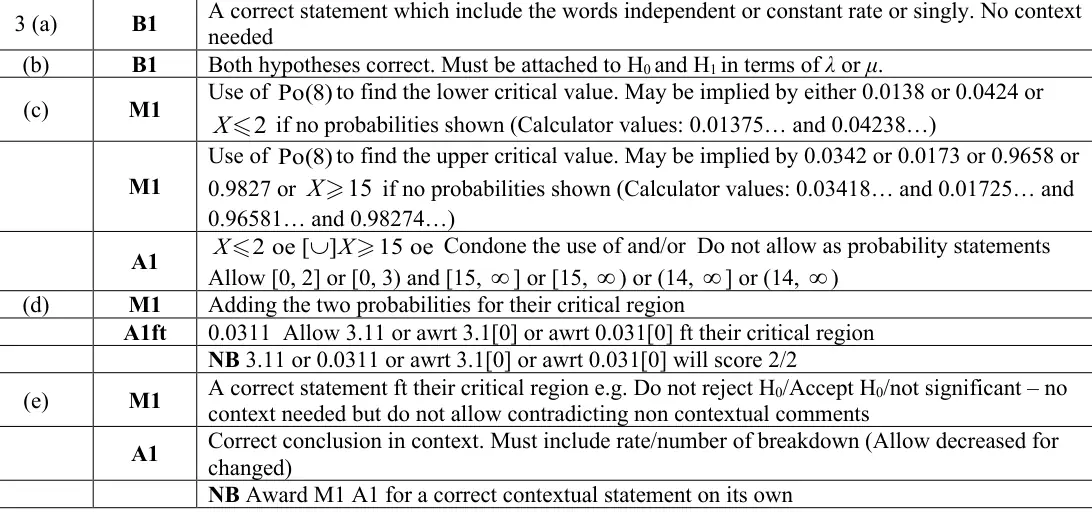 3 (a) B1 A correct statement which include the words independent or constant rate or singly. No context
needed
(b) B1 Both hypotheses correct. Must be attached to H₀ and H₁ in terms of λ or μ.
(c) M1 Use of Po(8) to find the lower critical value. May be implied by either 0.0138 or 0.0424 or
X⩽2 if no probabilities shown (Calculator values: 0.01375… and 0.04238…)
M1 Use of Po(8) to find the upper critical value. May be implied by 0.0342 or 0.0173 or 0.9658 or
0.9827 or X⩾15 if no probabilities shown (Calculator values: 0.03418… and 0.01725… and
0.96581… and 0.98274…)
A1 X⩽2 oe [∪]X⩾15 oe Condone the use of and/or Do not allow as probability statements
Allow [0, 2] or [0, 3) and [15, ∞] or [15, ∞) or (14, ∞] or (14, ∞)
(d) M1 Adding the two probabilities for their critical region
A1ft 0.0311 Allow 3.11 or awrt 3.1[0] or awrt 0.031[0] ft their critical region
NB 3.11 or 0.0311 or awrt 3.1[0] or awrt 0.031[0] will score 2/2
(e) M1 A correct statement ft their critical region e.g. Do not reject H₀/Accept H₀/not significant – no
context needed but do not allow contradicting non contextual comments
A1 Correct conclusion in context. Must include rate/number of breakdown (Allow decreased for
changed)
NB Award M1 A1 for a correct contextual statement on its own